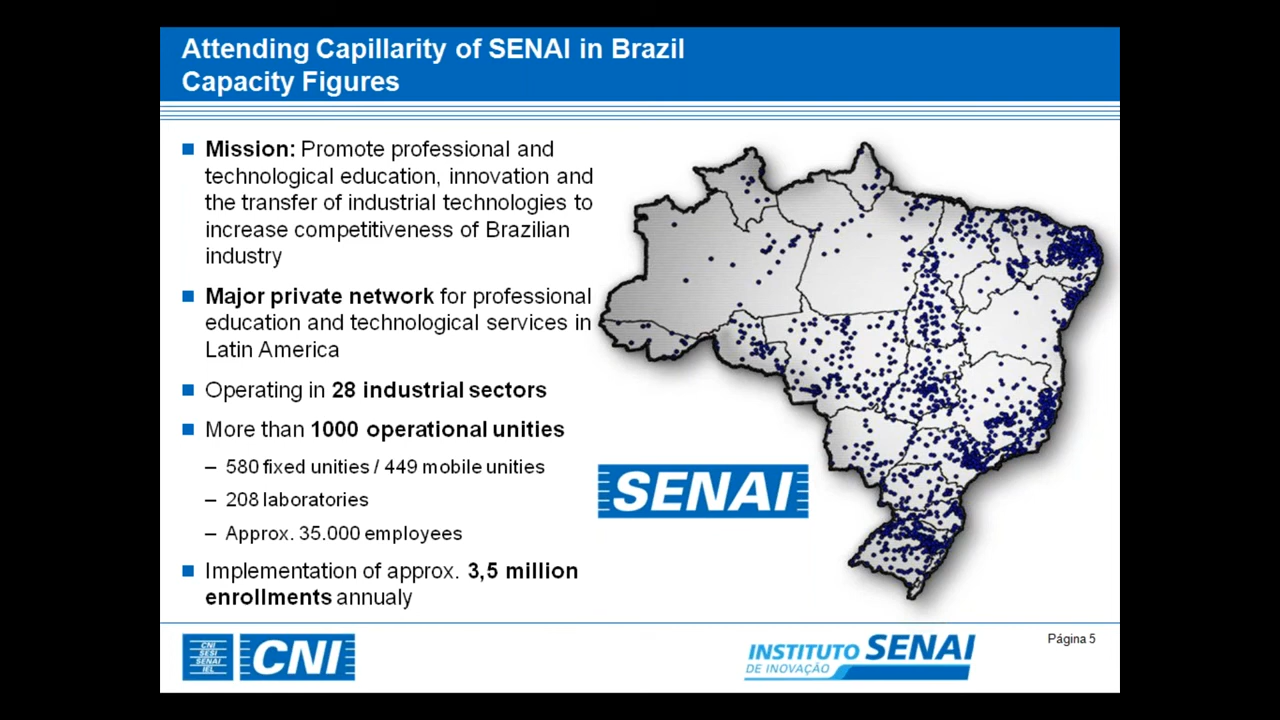 Attending Capillarity of SENAI in Brazil
Capacity Figures
Mission: Promote professional and
technological education, innovation and
the transfer of industrial technologies to
increase competitiveness of Brazilian
industry
Major private network for professional
education and technological services in
Latin America
Operating in 28 industrial sectors
More than 1000 operational unities
– 580 fixed unities / 449 mobile unities
– 208 laboratories
– Approx. 35.000 employees
Implementation of approx. 3,5 million
enrollments annualy
SENAI
CNI
SESI
SENAI
IEL
CNI
INSTITUTO SENAI
DE INOVAÇÃO
Página 5